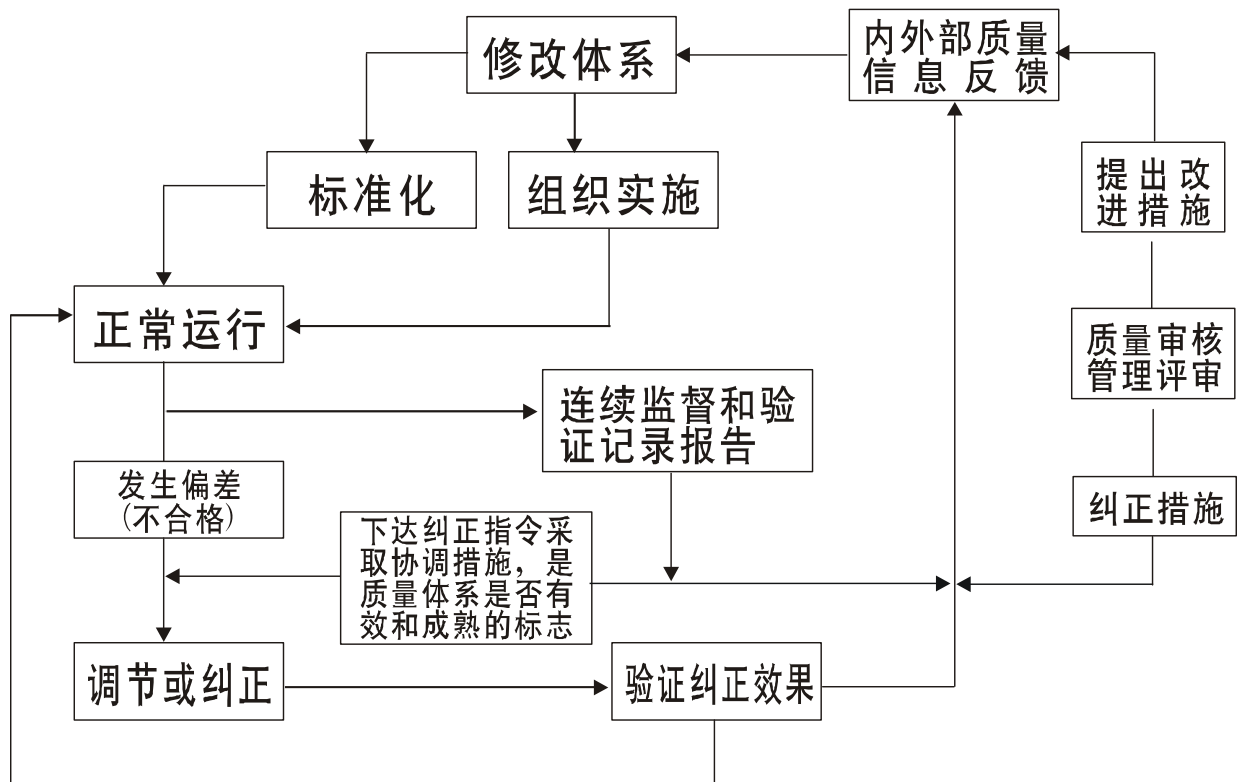 修改体系
内外部质量
信息反馈
标准化
组织实施
提出改
进措施
正常运行
质量审核
管理评审
连续监督和验
证记录报告
发生偏差
(不合格)
纠正措施
下达纠正指令采
取协调措施，是
质量体系是否有
效和成熟的标志
调节或纠正
验证纠正效果